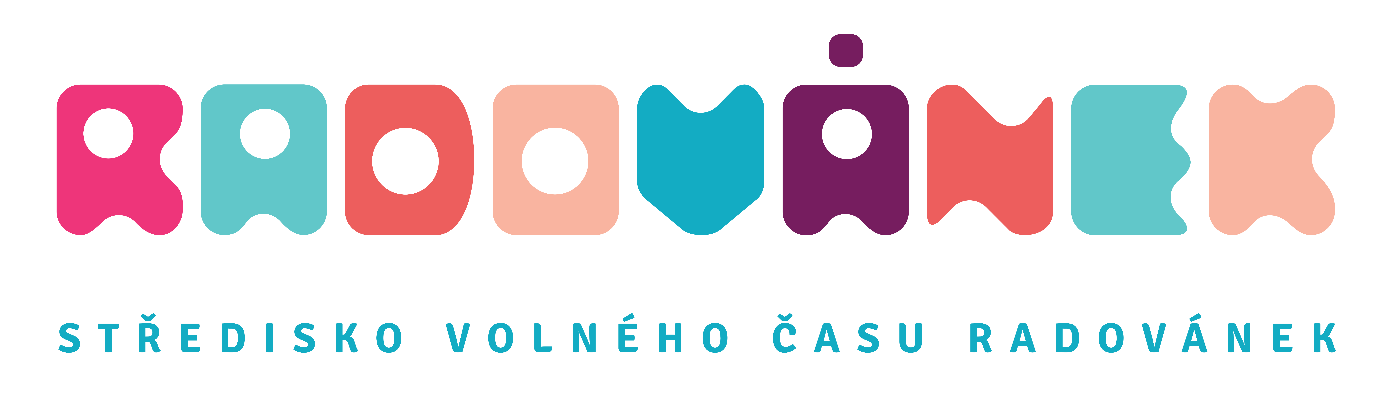 RADOVÁNEK
STŘEDISKO VOLNÉHO ČASU RADOVÁNEK